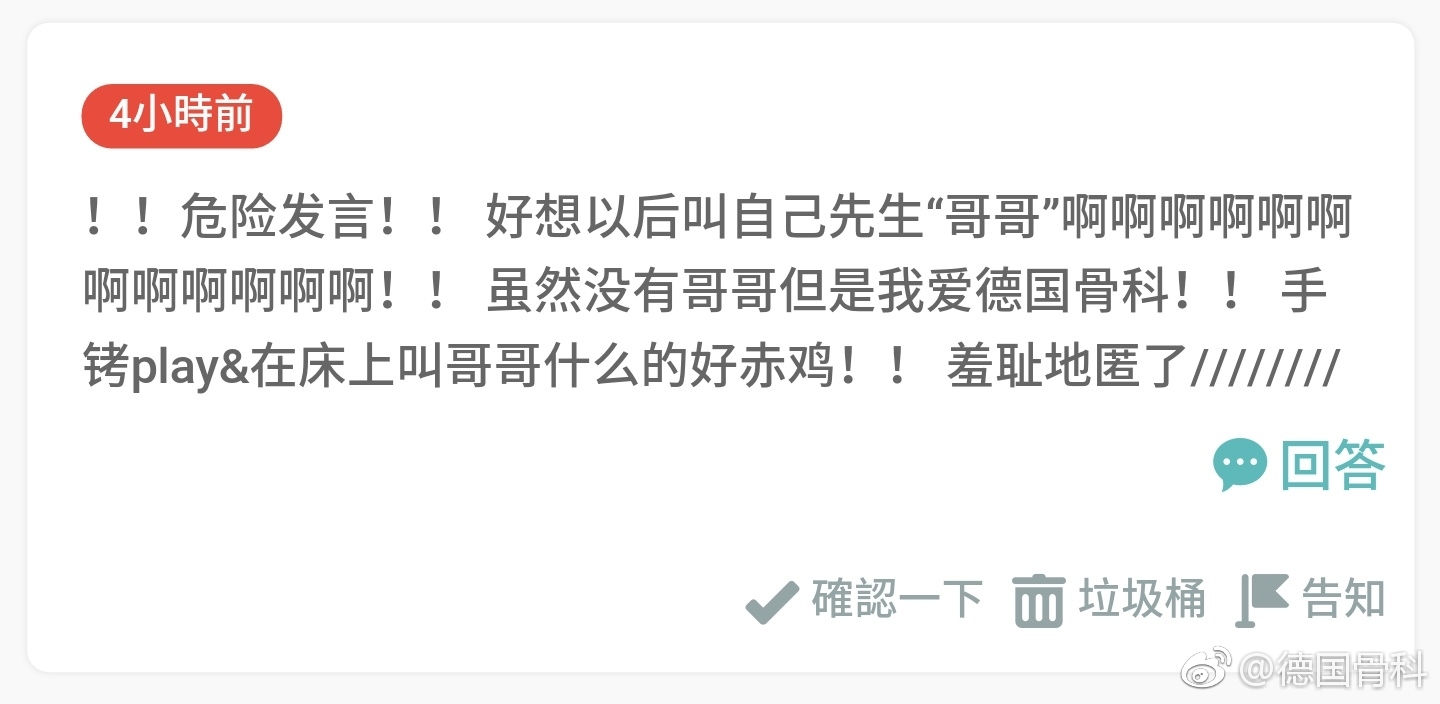 4小時前
！！危险发言！！ 好想以后叫自己先生“哥哥”啊啊啊啊啊啊
啊啊啊啊啊啊！！ 虽然没有哥哥但是我爱德国骨科！！ 手
铐play&在床上叫哥哥什么的好赤鸡！！ 羞耻地匿了////////
回答
確認一下 垃圾桶 告知
@德国骨科